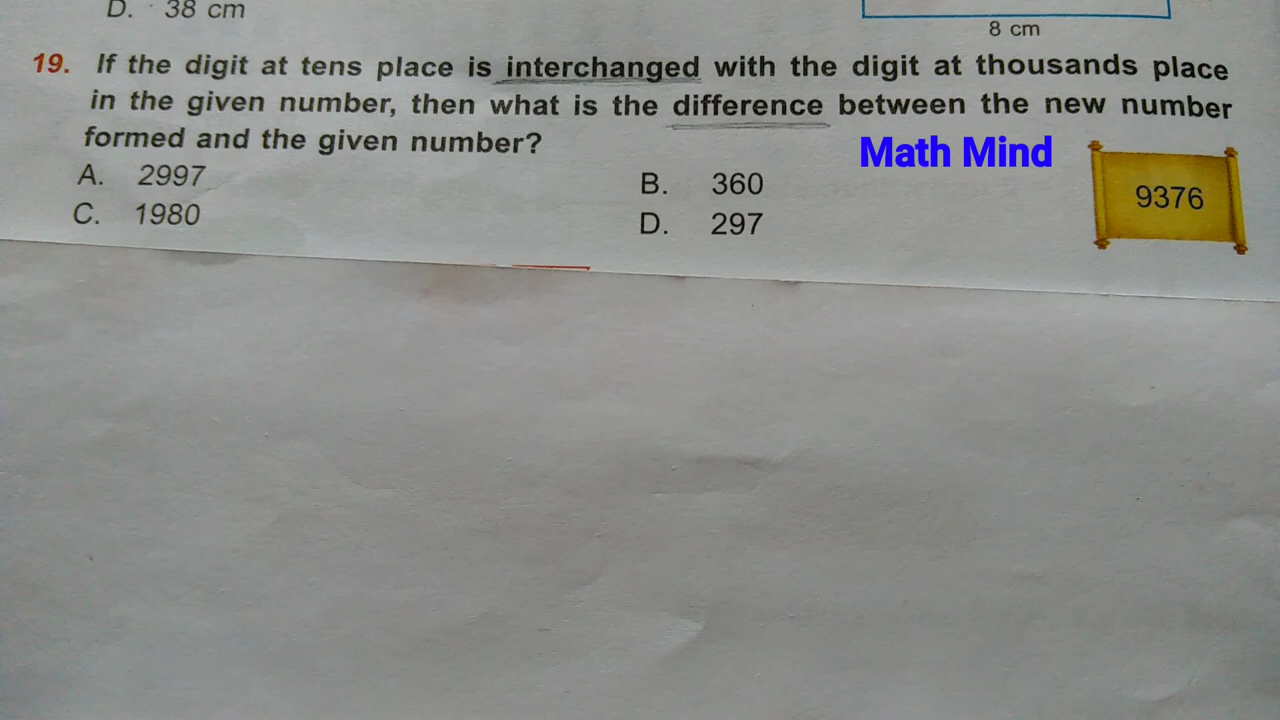 D. 38 cm
8 cm
19. If the digit at tens place is interchanged with the digit at thousands place
in the given number, then what is the difference between the new number
formed and the given number?
Math Mind
9376
A. 2997
B. 360
C. 1980
D. 297